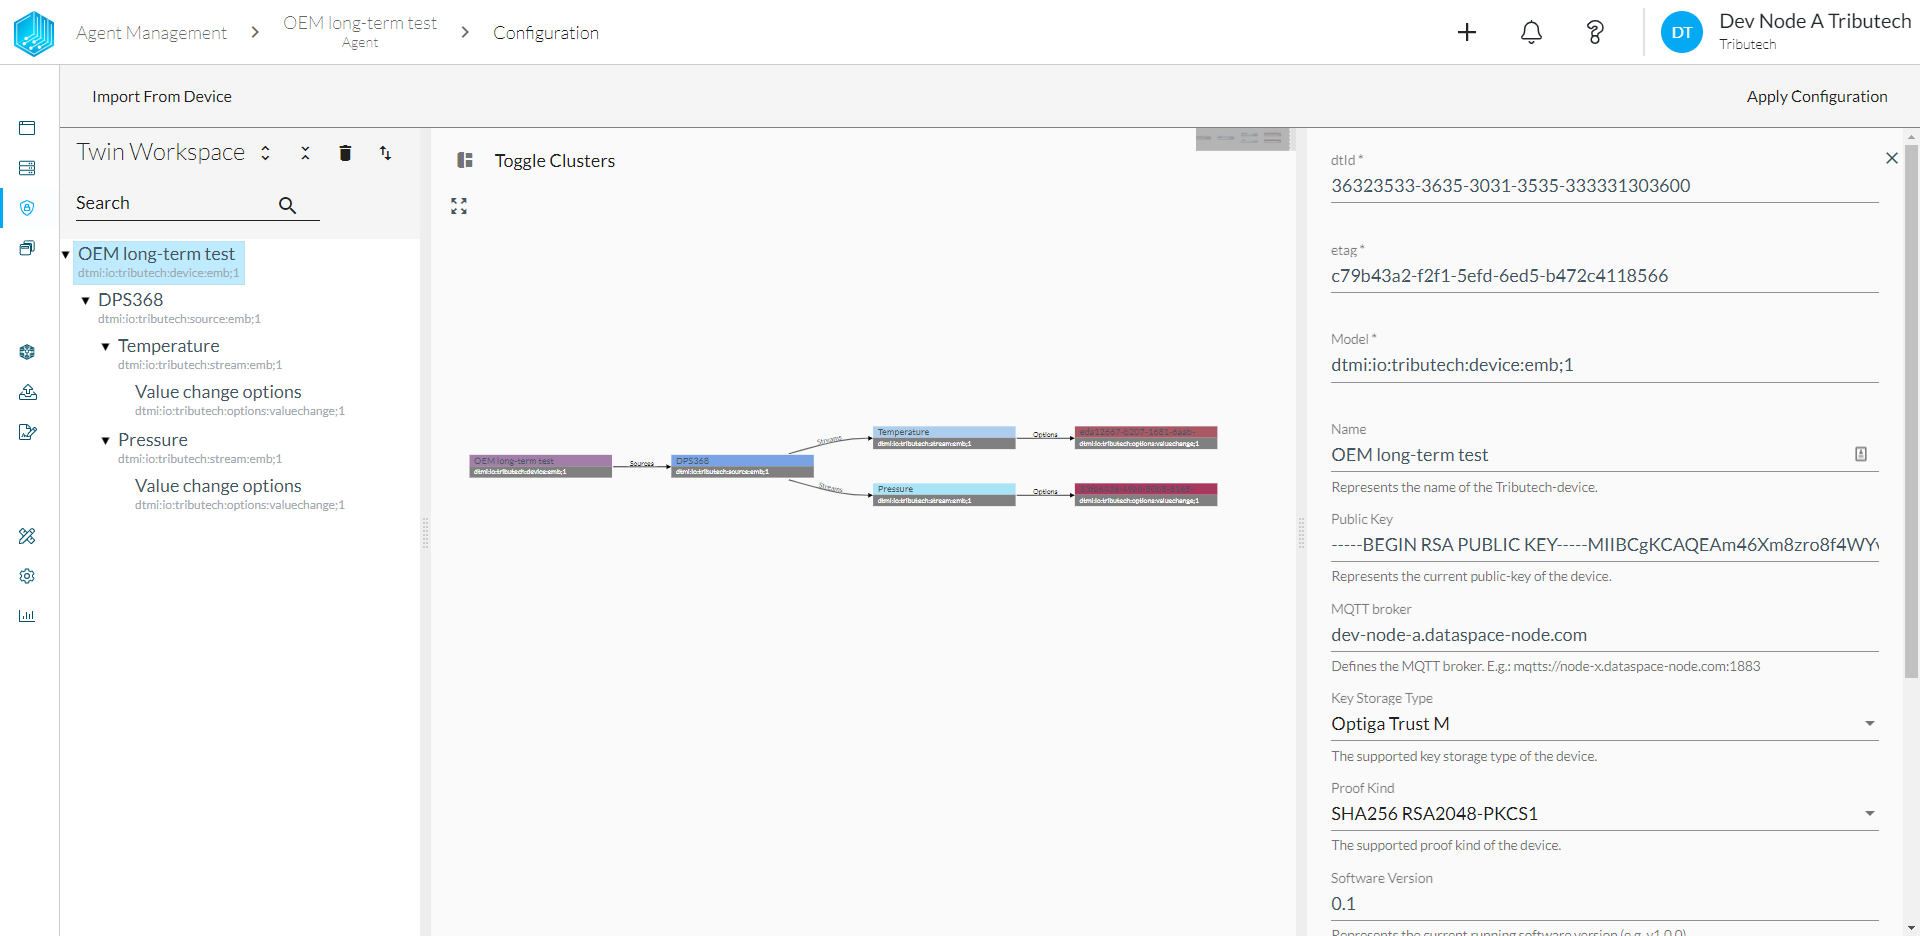 Agent Management
OEM long-term test
Agent
Configuration
DT
Dev Node A Tributech
Tributech
Import From Device
Apply Configuration
Twin Workspace
Search
OEM long-term test
dtmi:io:tributech:device:emb;1
DPS368
dtmi:io:tributech:source:emb;1
Temperature
dtmi:io:tributech:stream:emb;1
Value change options
dtmi:io:tributech:options:valuechange;1
Pressure
dtmi:io:tributech:stream:emb;1
Value change options
dtmi:io:tributech:options:valuechange;1
Toggle Clusters
OEM long-term test
dtmi:io:tributech:device:emb;1
Sources
DPS368
dtmi:io:tributech:source:emb;1
Streams
Temperature
dtmi:io:tributech:stream:emb;1
Options
dtmi:io:tributech:options:valuechange;1
Streams
Pressure
dtmi:io:tributech:stream:emb;1
Options
dtmi:io:tributech:options:valuechange;1
dtId *
36323533-3635-3031-3535-333331303600
etag *
c79b43a2-f2f1-5efd-6ed5-b472c4118566
Model *
dtmi:io:tributech:device:emb;1
Name
OEM long-term test
Represents the name of the Tributech-device.
Public Key
-----BEGIN RSA PUBLIC KEY-----MIIBCgKCAQEAm46Xm8zro8f4WYv
Represents the current public-key of the device.
MQTT broker
dev-node-a.dataspace-node.com
Defines the MQTT broker. E.g.: mqtts://node-x.dataspace-node.com:1883
Key Storage Type
Optiga Trust M
The supported key storage type of the device.
Proof Kind
SHA256 RSA2048-PKCS1
The supported proof kind of the device.
Software Version
0.1
Represents the current running software version (e.g. v1.0.0)